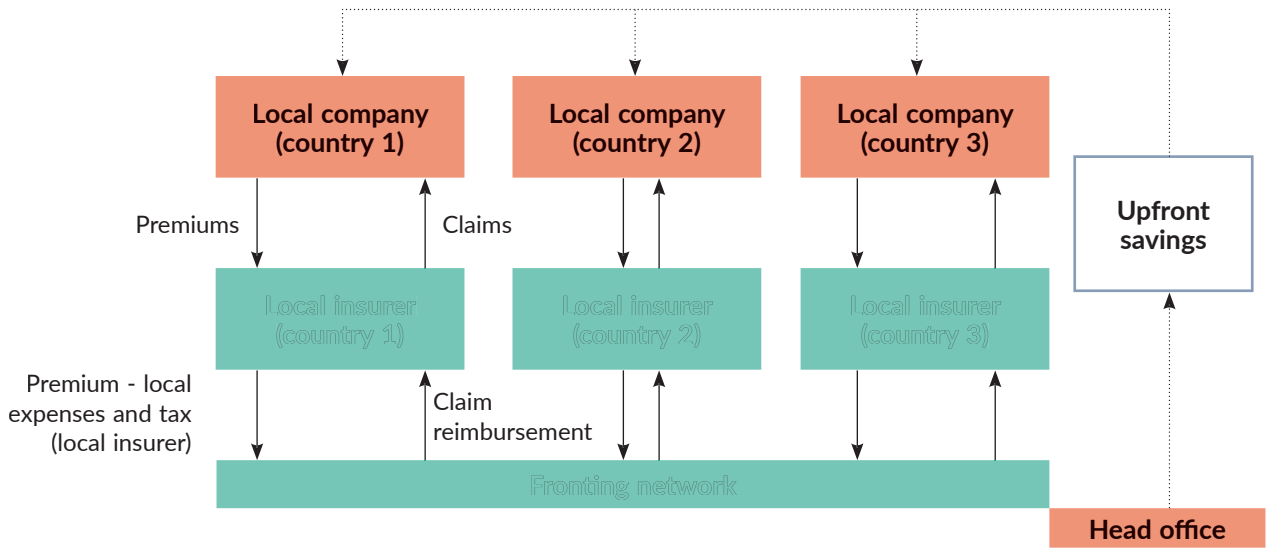 Local company
(country 1)
Local company
(country 2)
Local company
(country 3)
Upfront
savings
Premiums
Claims
Local insurer
(country 1)
Local insurer
(country 2)
Local insurer
(country 3)
Premium - local
expenses and tax
(local insurer)
Claim
reimbursement
Fronting network
Head office